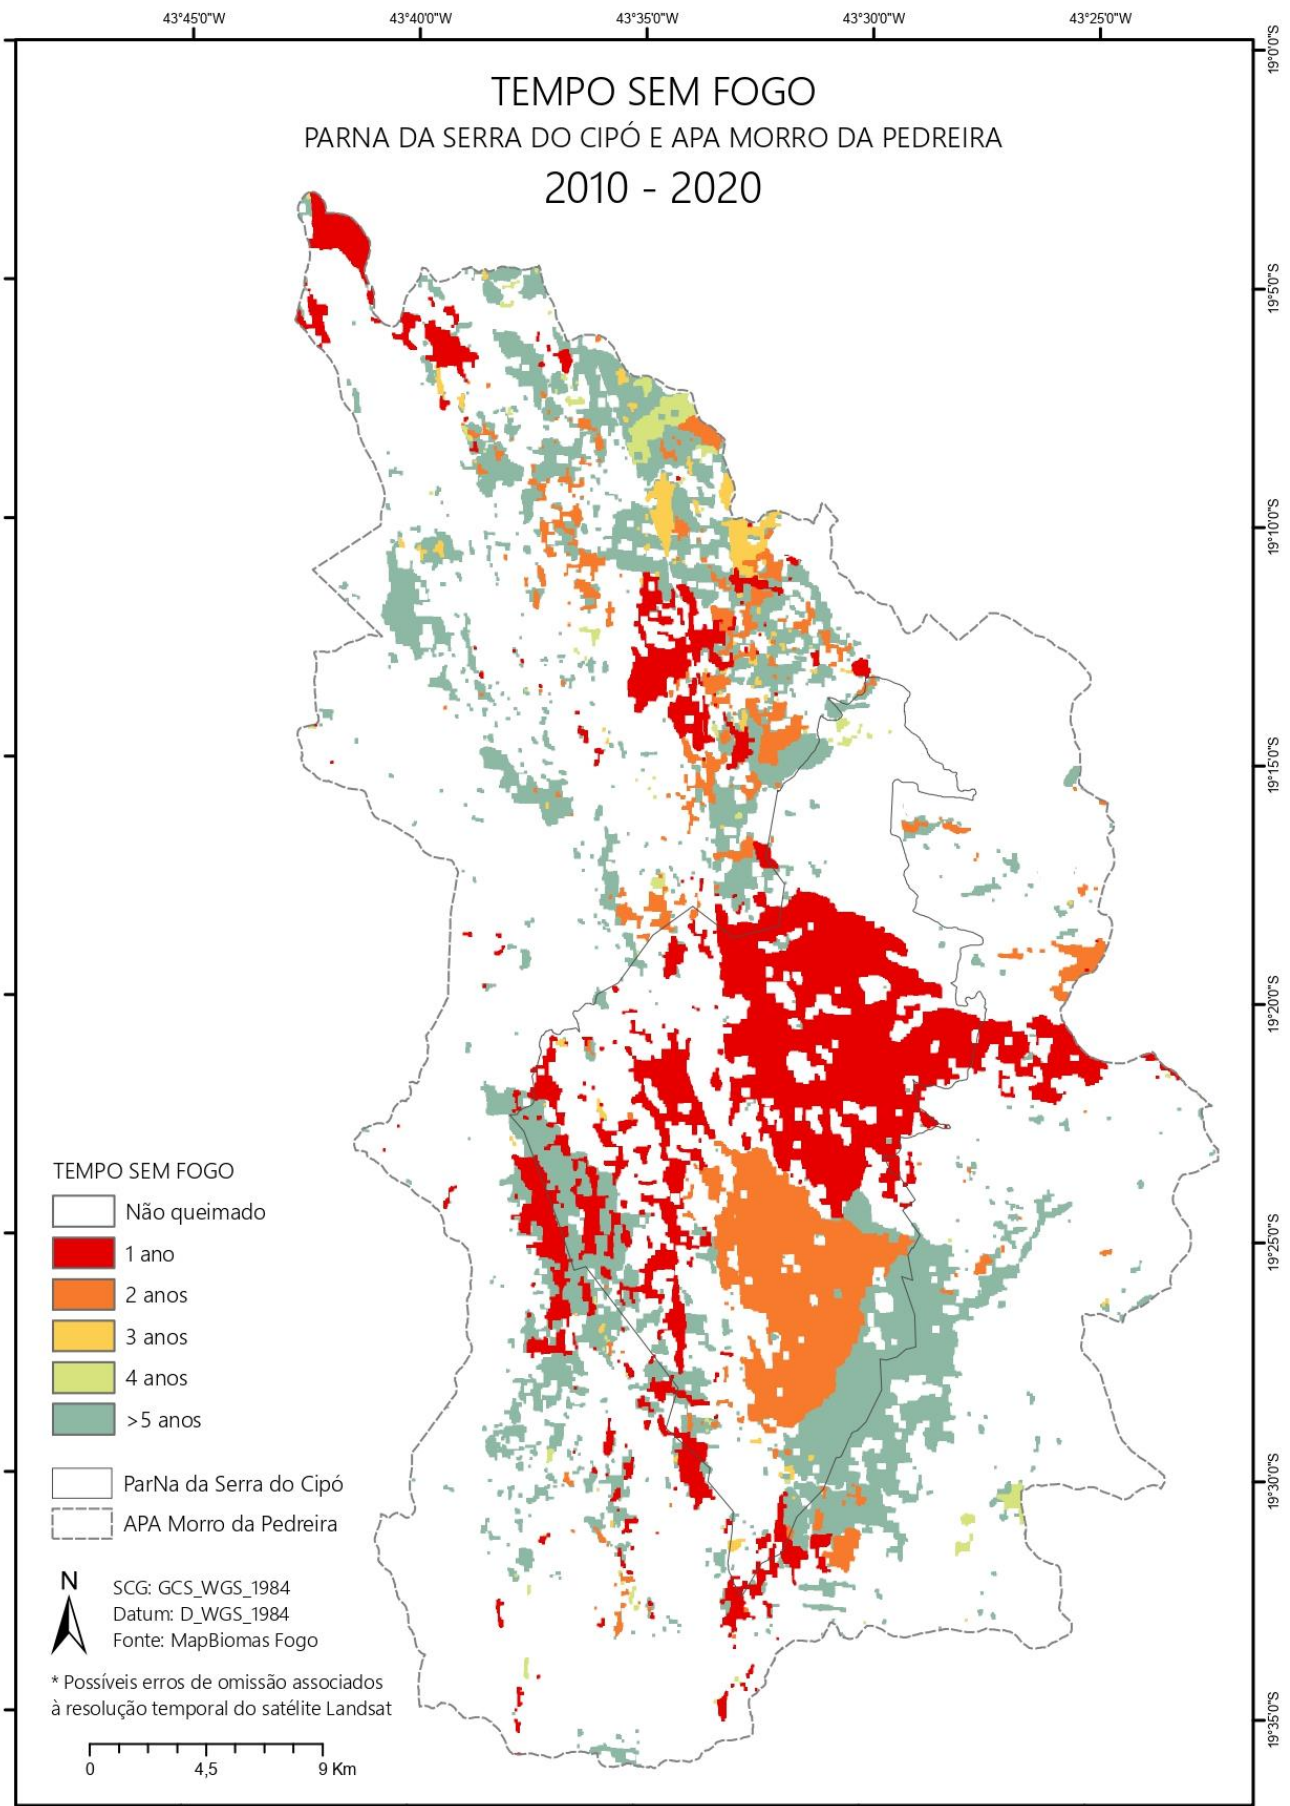 43°45'0"W
43°40'0"W
43°35'0"W
43°30'0"W
43°25'0"W
TEMPO SEM FOGO
PARNA DA SERRA DO CIPÓ E APA MORRO DA PEDREIRA
2010 - 2020
19°0'0"S
19°5'0"S
19°10'0"S
19°15'0"S
19°20'0"S
19°25'0"S
19°30'0"S
19°35'0"S
TEMPO SEM FOGO
Não queimado
1 ano
2 anos
3 anos
4 anos
>5 anos
ParNa da Serra do Cipó
APA Morro da Pedreira
N
SCG: GCS_WGS_1984
Datum: D_WGS_1984
Fonte: MapBiomas Fogo
* Possíveis erros de omissão associados
à resolução temporal do satélite Landsat
0 4,5 9 Km